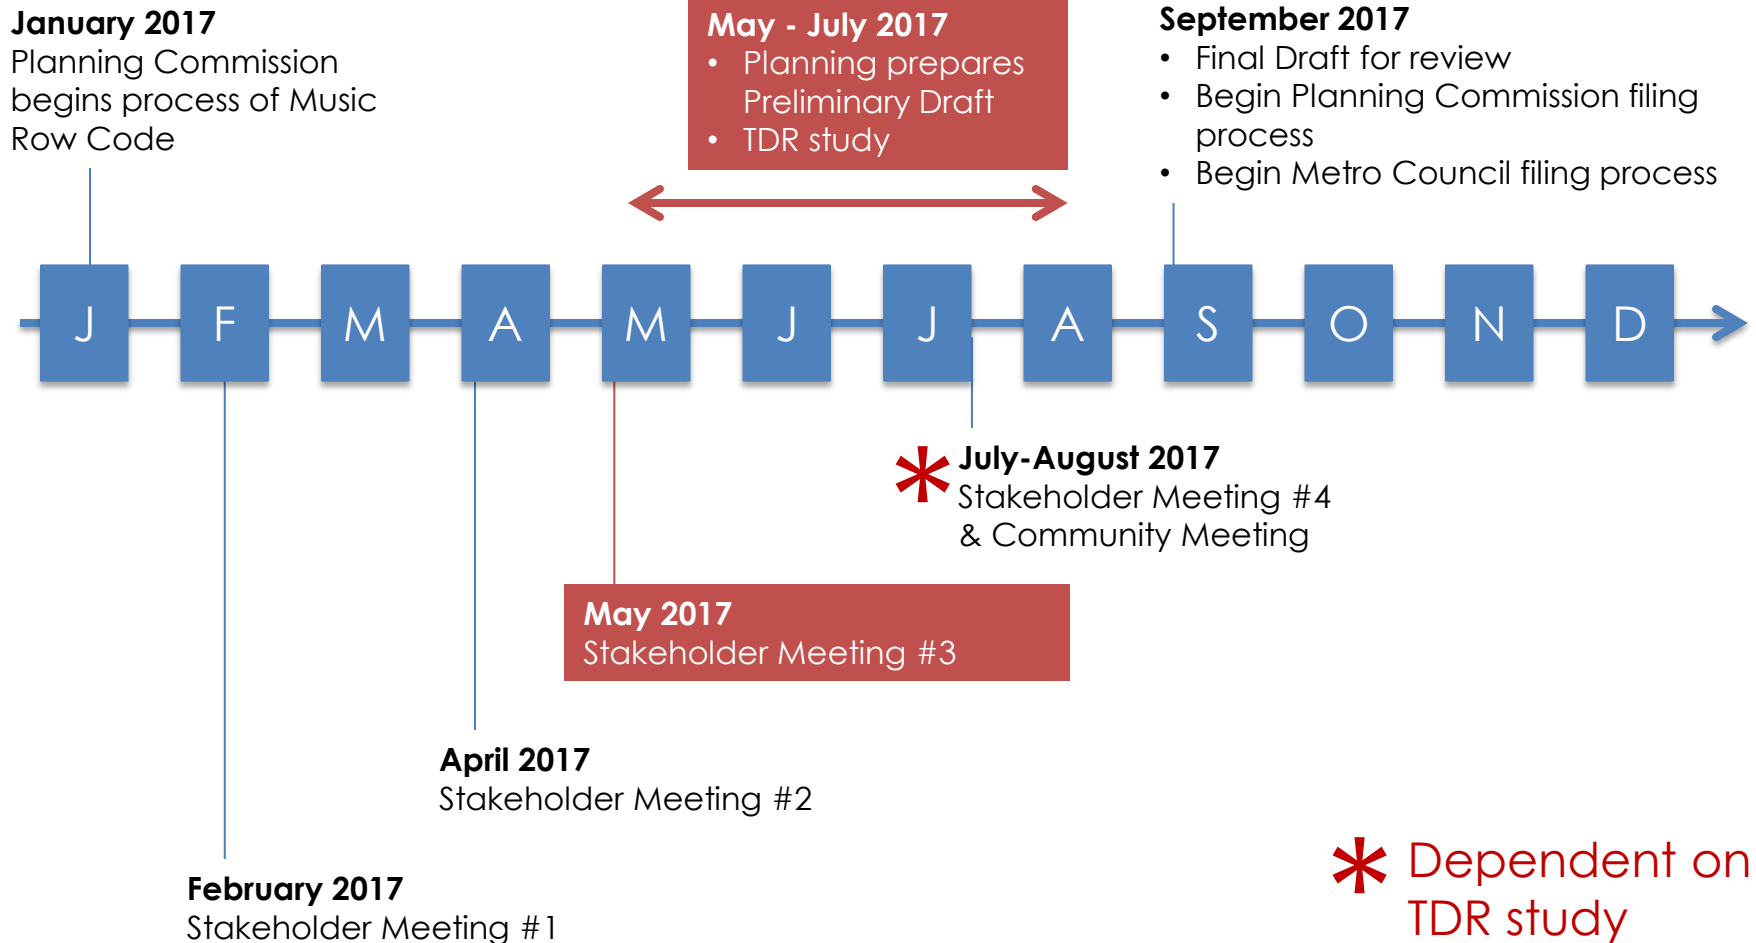 January 2017
Planning Commission
begins process of Music
Row Code
May - July 2017
• Planning prepares
Preliminary Draft
• TDR study
September 2017
• Final Draft for review
• Begin Planning Commission filing
process
• Begin Metro Council filing process
J F M A M J J A S O N D
* July-August 2017
Stakeholder Meeting #4
& Community Meeting
May 2017
Stakeholder Meeting #3
April 2017
Stakeholder Meeting #2
February 2017
Stakeholder Meeting #1
* Dependent on
TDR study